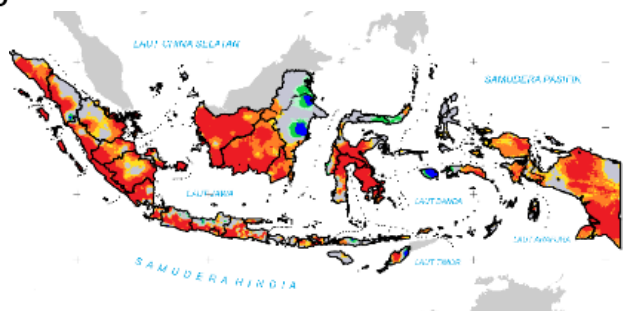 LAUT CHINA SELATAN
SAMUDERA PASIFIK
LAUT JAWA
LAUT BANDA
LAUT ARAFURA
LAUT TIMOR
SAMUDERA HINDIA